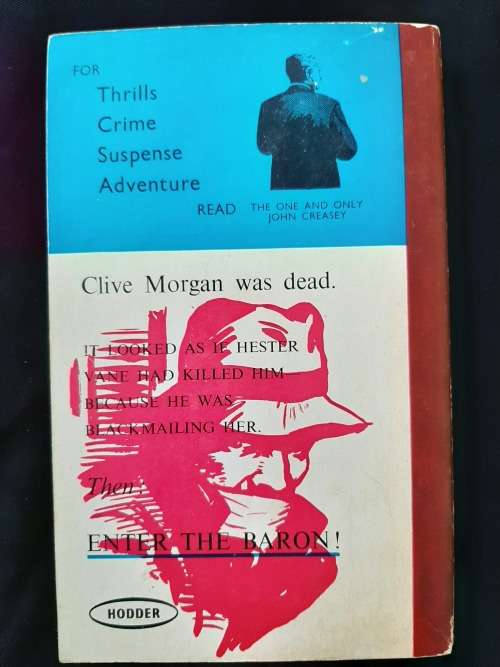 FOR
Thrills
Crime
Suspense
Adventure
READ THE ONE AND ONLY
JOHN CREASEY
Clive Morgan was dead.
IT LOOKED AS IF HESTER
VANE HAD KILLED HIM—
BECAUSE HE WAS
BLACKMAILING HER.
Then
ENTER THE BARON!
HODDER